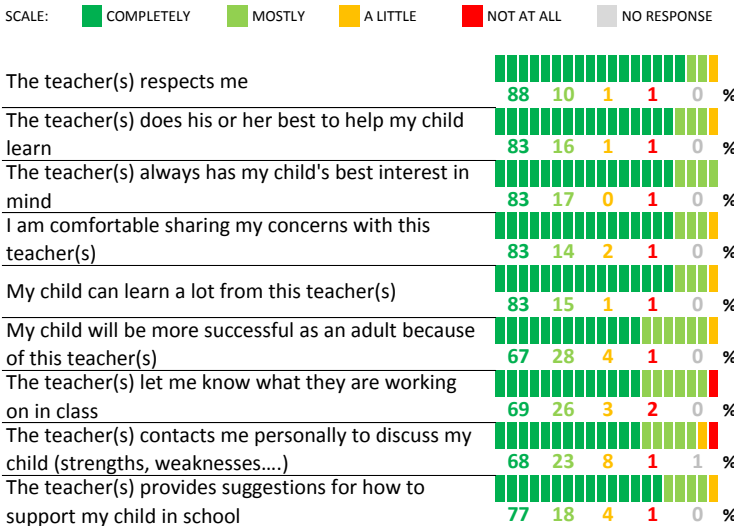 SCALE: COMPLETELY MOSTLY A LITTLE NOT AT ALL NO RESPONSE
The teacher(s) respects me
88 10 1 1 0 %
The teacher(s) does his or her best to help my child
learn
83 16 1 1 0 %
The teacher(s) always has my child's best interest in
mind
83 17 0 1 0 %
I am comfortable sharing my concerns with this
teacher(s)
83 14 2 1 0 %
My child can learn a lot from this teacher(s)
83 15 1 1 0 %
My child will be more successful as an adult because
of this teacher(s)
67 28 4 1 0 %
The teacher(s) let me know what they are working
on in class
69 26 3 2 0 %
The teacher(s) contacts me personally to discuss my
child (strengths, weaknesses....)
68 23 8 1 1 %
The teacher(s) provides suggestions for how to
support my child in school
77 18 4 1 0 %